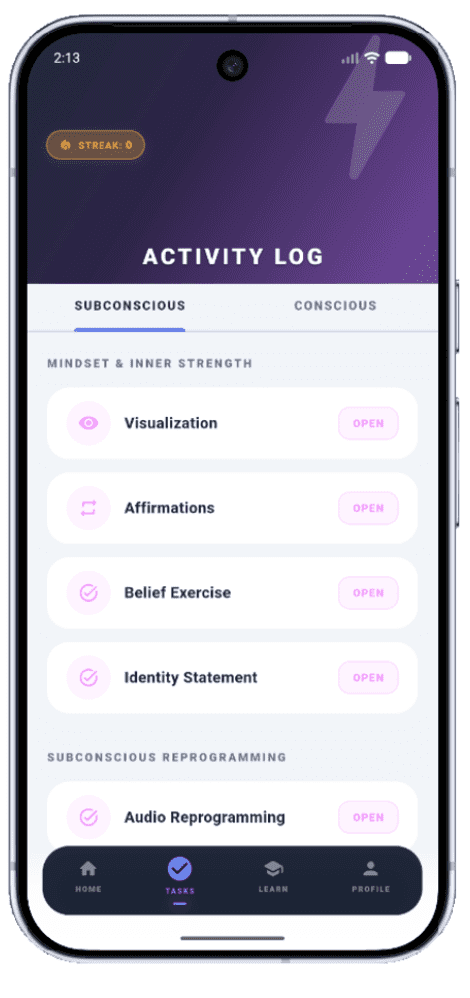 2:13
STREAK: 0
ACTIVITY LOG
SUBCONSCIOUS CONSCIOUS
MINDSET & INNER STRENGTH
Visualization OPEN
Affirmations OPEN
Belief Exercise OPEN
Identity Statement OPEN
SUBCONSCIOUS REPROGRAMMING
Audio Reprogramming OPEN
HOME TASKS LEARN PROFILE